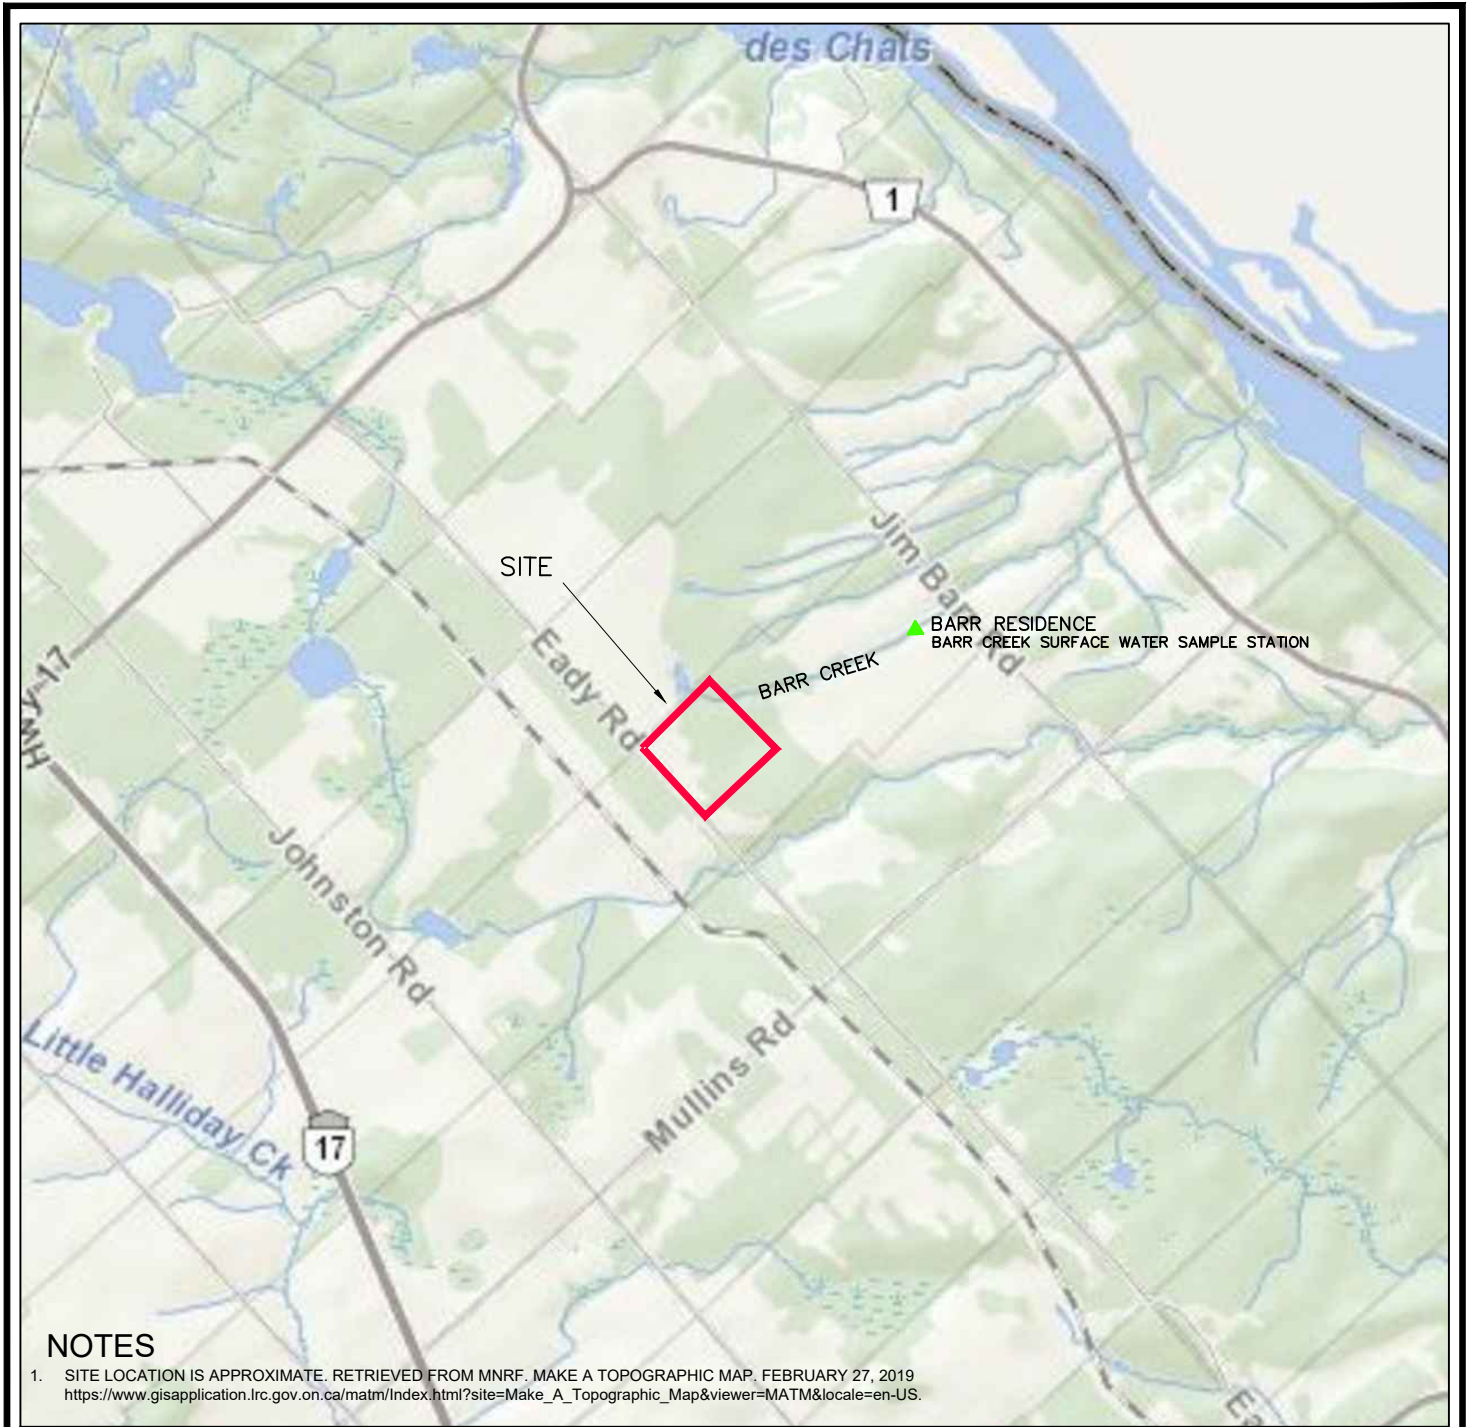 des Chats
1
SITE
Jim Barr Rd
BARR RESIDENCE
BARR CREEK SURFACE WATER SAMPLE STATION
BARR CREEK
Eady Rd
Hwy-17
Johnston Rd
Mullins Rd
Little Halliday Ck
17
NOTES
1. SITE LOCATION IS APPROXIMATE. RETRIEVED FROM MNRF. MAKE A TOPOGRAPHIC MAP. FEBRUARY 27, 2019
https://www.gisapplication.lrc.gov.on.ca/matm/Index.html?site=Make_A_Topographic_Map&viewer=MATM&locale=en-US.
Ea